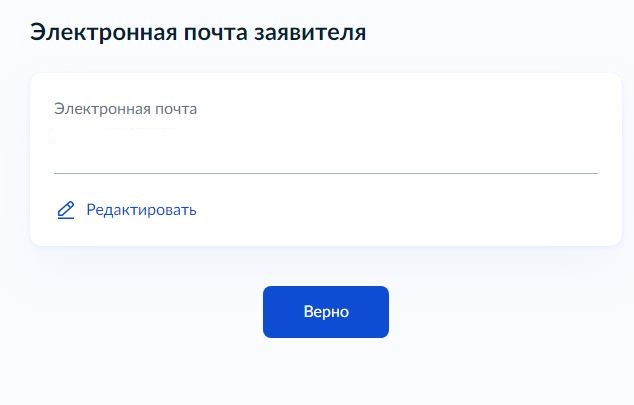 Электронная почта заявителя
Электронная почта
Редактировать
Верно